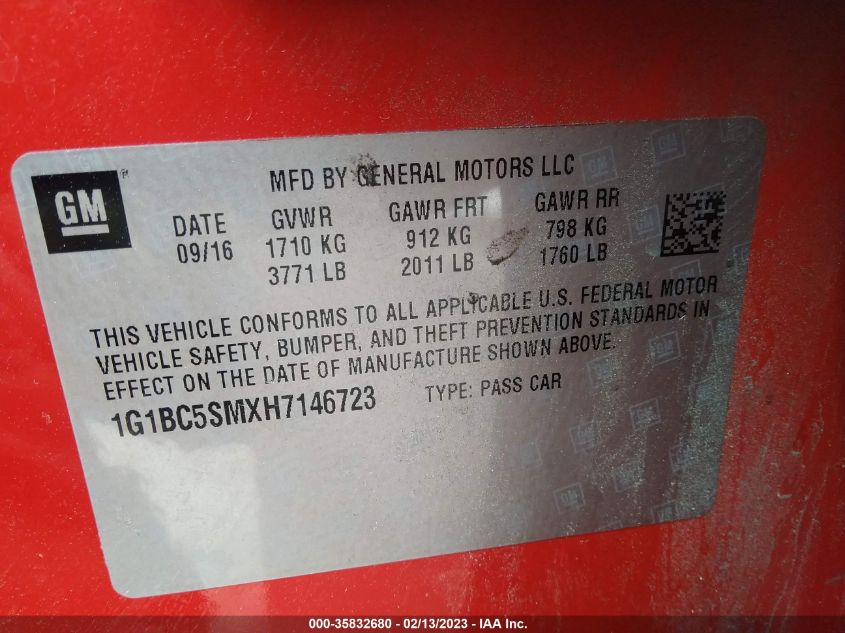 GM
MFD BY GENERAL MOTORS LLC
DATE GVWR GAWR FRT GAWR RR
09/16 1710 KG 912 KG 798 KG
3771 LB 2011 LB 1760 LB
THIS VEHICLE CONFORMS TO ALL APPLICABLE U.S. FEDERAL MOTOR
VEHICLE SAFETY, BUMPER, AND THEFT PREVENTION STANDARDS IN
EFFECT ON THE DATE OF MANUFACTURE SHOWN ABOVE.
1G1BC5SMXH7146723 TYPE: PASS CAR
000-35832680 - 02/13/2023 - IAA Inc.